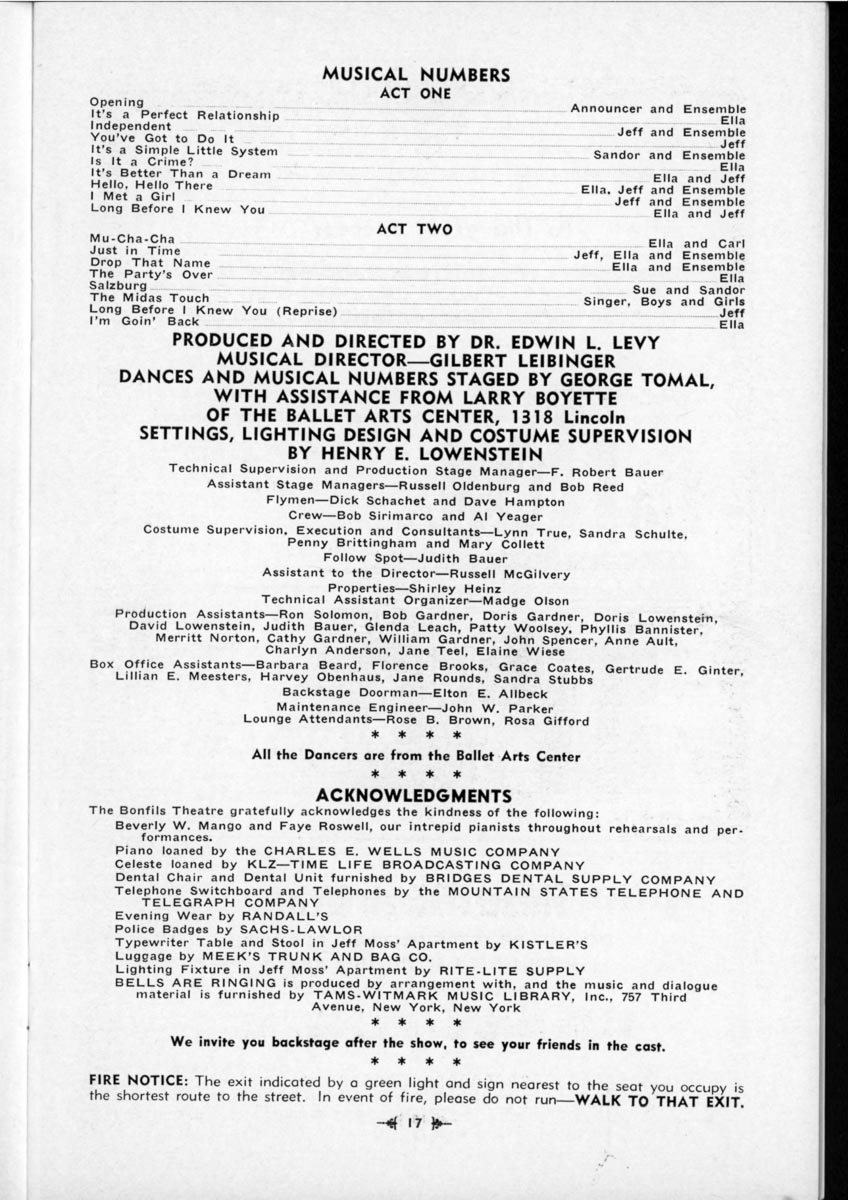 MUSICAL NUMBERS
ACT ONE
Opening Announcer and Ensemble
It's a Perfect Relationship Ella
Independent Jeff and Ensemble
You've Got to Do It Jeff
It's a Simple Little System Sandor and Ensemble
Is It a Crime? Ella
It's Better Than a Dream Ella and Jeff
Hello, Hello There Ella, Jeff and Ensemble
I Met a Girl Jeff and Ensemble
Long Before I Knew You Ella and Jeff
ACT TWO
Mu-Cha-Cha Ella and Carl
Just in Time Jeff, Ella and Ensemble
Drop That Name Ella and Ensemble
The Party's Over Ella
Salzburg Sue and Sandor
The Midas Touch Singer, Boys and Girls
Long Before I Knew You (Reprise) Jeff
I'm Goin' Back Ella
PRODUCED AND DIRECTED BY DR. EDWIN L. LEVY
MUSICAL DIRECTOR—GILBERT LEIBINGER
DANCES AND MUSICAL NUMBERS STAGED BY GEORGE TOMAL,
WITH ASSISTANCE FROM LARRY BOYETTE
OF THE BALLET ARTS CENTER, 1318 Lincoln
SETTINGS, LIGHTING DESIGN AND COSTUME SUPERVISION
BY HENRY E. LOWENSTEIN
Technical Supervision and Production Stage Manager—F. Robert Bauer
Assistant Stage Managers—Russell Oldenburg and Bob Reed
Flymen—Dick Schachet and Dave Hampton
Crew—Bob Sirimarco and Al Yeager
Costume Supervision, Execution and Consultants—Lynn True, Sandra Schulte,
Penny Brittingham and Mary Collett
Follow Spot—Judith Bauer
Assistant to the Director—Russell McGilvery
Properties—Shirley Heinz
Technical Assistant Organizer—Madge Olson
Production Assistants—Ron Solomon, Bob Gardner, Doris Gardner, Doris Lowenstein,
David Lowenstein, Judith Bauer, Glenda Leach, Patty Woolsey, Phyllis Bannister,
Merritt Norton, Cathy Gardner, William Gardner, John Spencer, Anne Ault,
Charlyn Anderson, Jane Teel, Elaine Wiese
Box Office Assistants—Barbara Beard, Florence Brooks, Grace Coates, Gertrude E. Ginter,
Lillian E. Meesters, Harvey Obenhaus, Jane Rounds, Sandra Stubbs
Backstage Doorman—Elton E. Allbeck
Maintenance Engineer—John W. Parker
Lounge Attendants—Rose B. Brown, Rosa Gifford
* * * *
All the Dancers are from the Ballet Arts Center
* * * *
ACKNOWLEDGMENTS
The Bonfils Theatre gratefully acknowledges the kindness of the following:
Beverly W. Mango and Faye Roswell, our intrepid pianists throughout rehearsals and per-
formances.
Piano loaned by the CHARLES E. WELLS MUSIC COMPANY
Celeste loaned by KLZ—TIME LIFE BROADCASTING COMPANY
Dental Chair and Dental Unit furnished by BRIDGES DENTAL SUPPLY COMPANY
Telephone Switchboard and Telephones by the MOUNTAIN STATES TELEPHONE AND
TELEGRAPH COMPANY
Evening Wear by RANDALL'S
Police Badges by SACHS-LAWLOR
Typewriter Table and Stool in Jeff Moss' Apartment by KISTLER'S
Luggage by MEEK'S TRUNK AND BAG CO.
Lighting Fixture in Jeff Moss' Apartment by RITE-LITE SUPPLY
BELLS ARE RINGING is produced by arrangement with, and the music and dialogue
material is furnished by TAMS-WITMARK MUSIC LIBRARY, Inc., 757 Third
Avenue, New York, New York
* * * *
We invite you backstage after the show, to see your friends in the cast.
* * * *
FIRE NOTICE: The exit indicated by a green light and sign nearest to the seat you occupy is
the shortest route to the street. In event of fire, please do not run—WALK TO THAT EXIT.
17